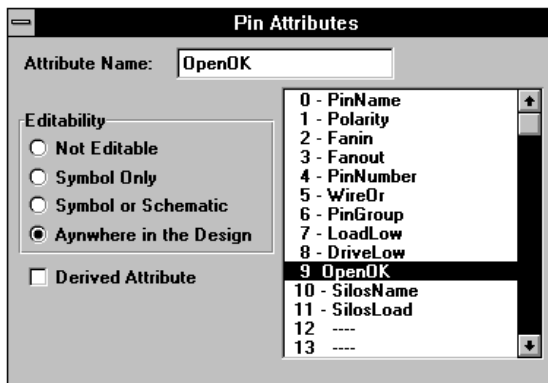 Pin Attributes
Attribute Name: OpenOK
Editability
Not Editable
Symbol Only
Symbol or Schematic
Aynwhere in the Design
Derived Attribute
0 - PinName
1 - Polarity
2 - Fanin
3 - Fanout
4 - PinNumber
5 - WireOr
6 - PinGroup
7 - LoadLow
8 - DriveLow
9 OpenOK
10 - SilosName
11 - SilosLoad
12 ----
13 ----